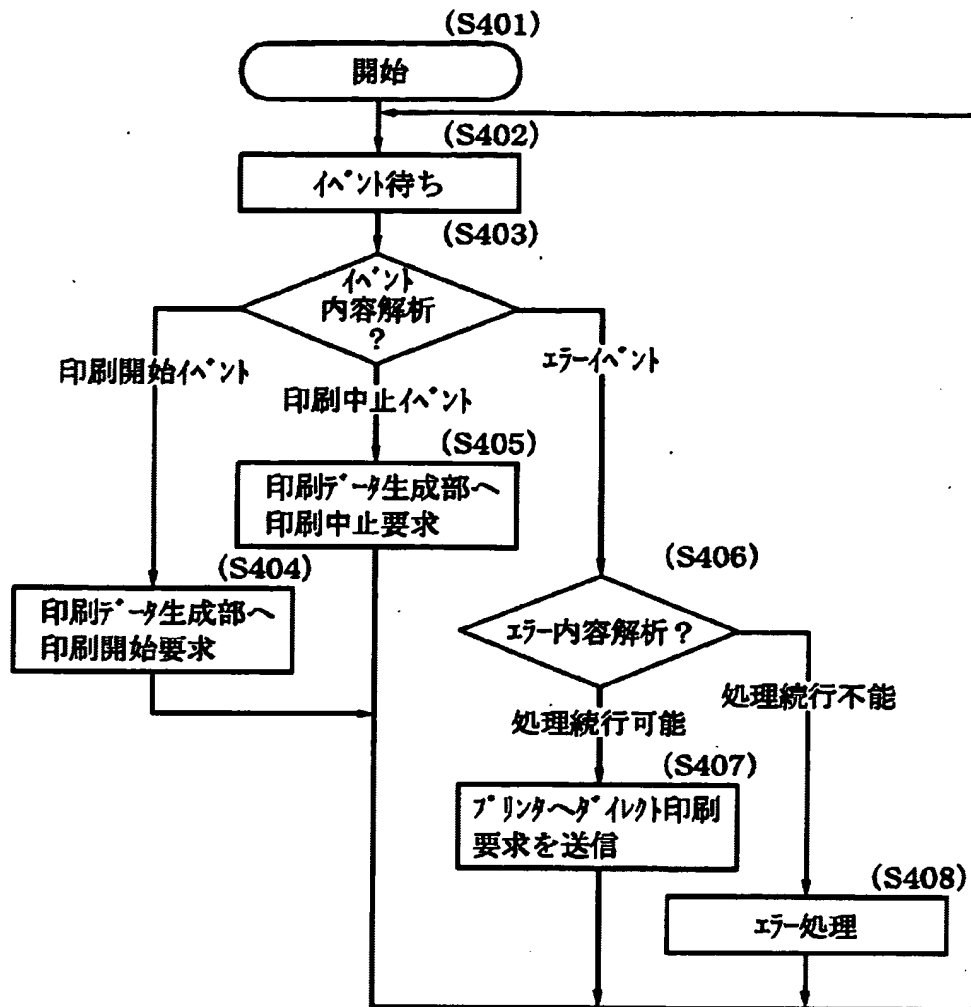 (S401)
開始
(S402)
イベント待ち
(S403)
イベント
内容解析
?
印刷開始イベント
印刷中止イベント
エラーイベント
(S405)
印刷データ生成部へ
印刷中止要求
(S404)
印刷データ生成部へ
印刷開始要求
(S406)
エラー内容解析?
処理続行可能
処理続行不能
(S407)
プリンタへダイレクト印刷
要求を送信
(S408)
エラー処理